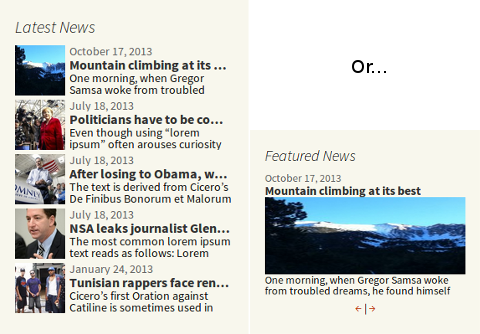 Latest News
October 17, 2013
Mountain climbing at its ...
One morning, when Gregor
Samsa woke from troubled
July 18, 2013
Politicians have to be co...
Even though using “lorem
ipsum” often arouses curiosity
July 18, 2013
After losing to Obama, w...
The text is derived from Cicero’s
De Finibus Bonorum et Malorum
July 18, 2013
NSA leaks journalist Glen...
The most common lorem ipsum
text reads as follows: Lorem
January 24, 2013
Tunisian rappers face ren...
Cicero’s first Oration against
Catiline is sometimes used in
Or...
Featured News
October 17, 2013
Mountain climbing at its best
One morning, when Gregor Samsa woke
from troubled dreams, he found himself
← | →